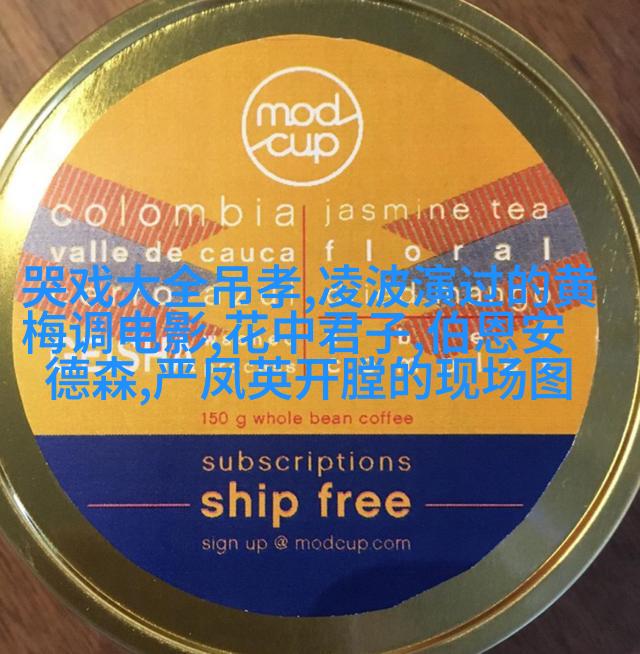 mod
cup
colombia jasmine tea
valle de cauca floral
哭戏大全吊孝,凌波演过的黄
梅调电影,花中君子,伯恩安
德森,严凤英开膛的现场图
150 g whole bean coffee
subscriptions
ship free
sign up @ modcup.com